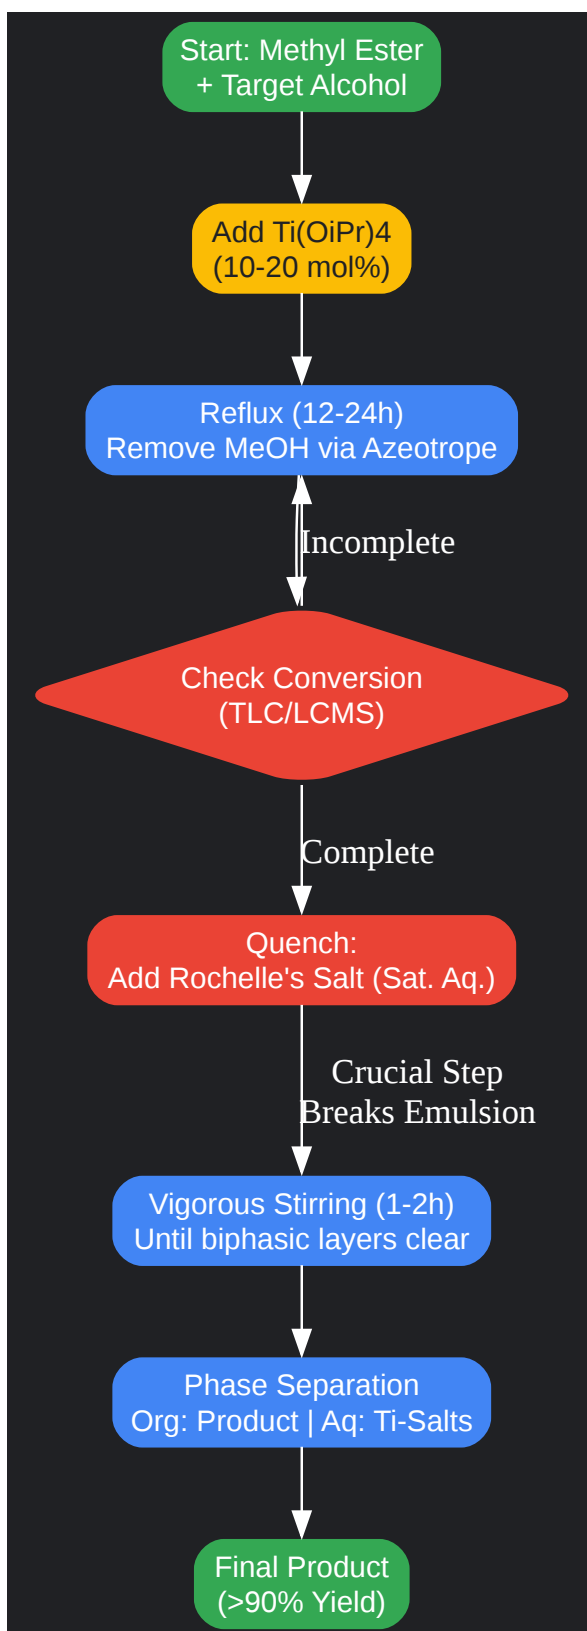 Start: Methyl Ester
+ Target Alcohol
Add Ti(OiPr)4
(10-20 mol%)
Reflux (12-24h)
Remove MeOH via Azeotrope
Incomplete
Check Conversion
(TLC/LCMS)
Complete
Quench:
Add Rochelle's Salt (Sat. Aq.)
Crucial Step
Breaks Emulsion
Vigorous Stirring (1-2h)
Until biphasic layers clear
Phase Separation
Org: Product | Aq: Ti-Salts
Final Product
(>90% Yield)